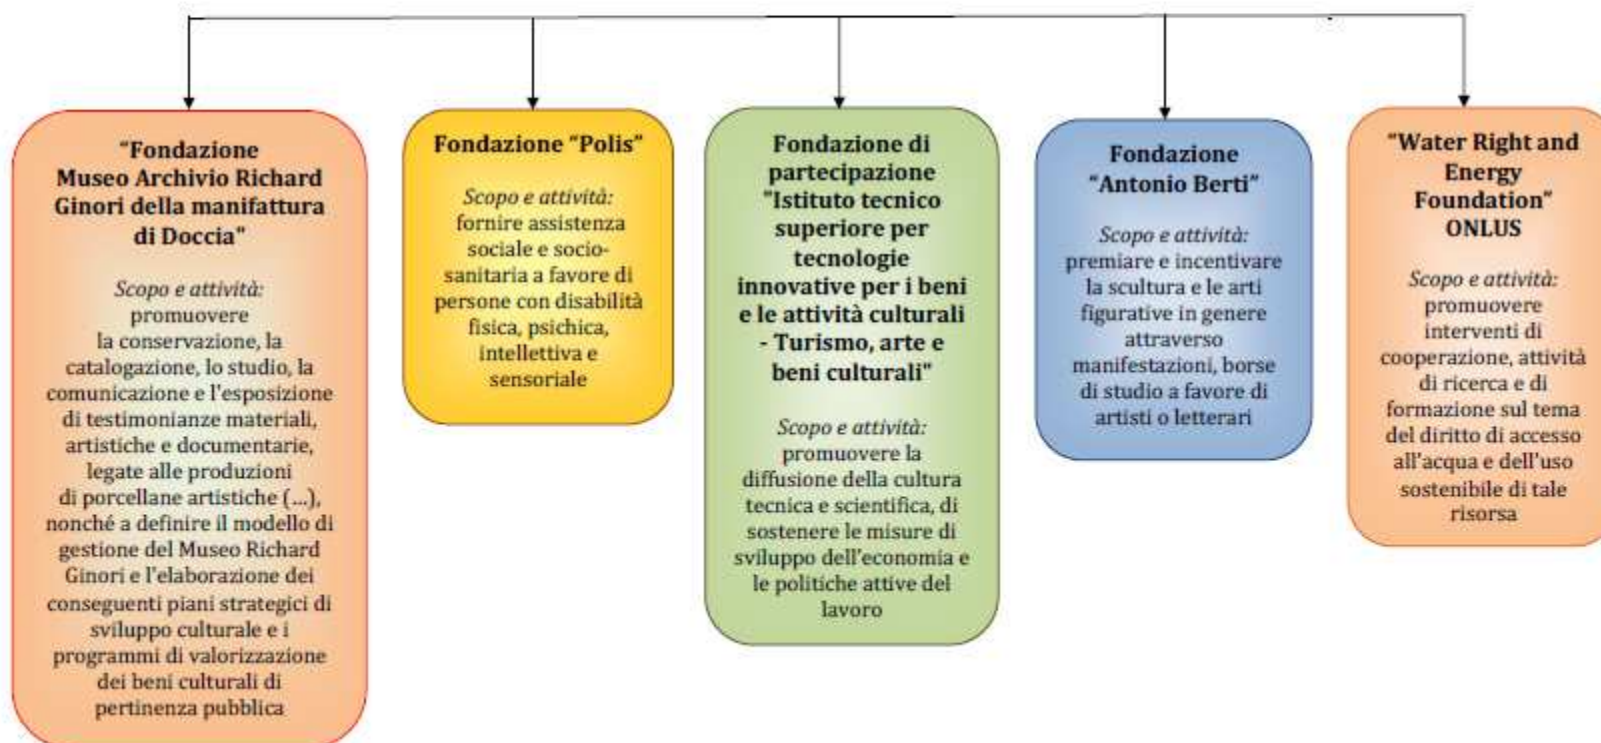 "Fondazione
Museo Archivio Richard
Ginori della manifattura
di Doccia"
Scopo e attività:
promuovere
la conservazione, la
catalogazione, lo studio, la
comunicazione e l'esposizione
di testimonianze materiali,
artistiche e documentarie,
legate alle produzioni
di porcellane artistiche (...),
nonché a definire il modello di
gestione del Museo Richard
Ginori e l'elaborazione dei
conseguenti piani strategici di
sviluppo culturale e i
programmi di valorizzazione
dei beni culturali di
pertinenza pubblica
Fondazione "Polis"
Scopo e attività:
fornire assistenza
sociale e socio-
sanitaria a favore di
persone con disabilità
fisica, psichica,
intellettiva e
sensoriale
Fondazione di
partecipazione
"Istituto tecnico
superiore per
tecnologie
innovative per i beni
e le attività culturali
- Turismo, arte e
beni culturali"
Scopo e attività:
promuovere la
diffusione della cultura
tecnica e scientifica, di
sostenere le misure di
sviluppo dell'economia e
le politiche attive del
lavoro
Fondazione
"Antonio Berti"
Scopo e attività:
premiare e incentivare
la scultura e le arti
figurative in genere
attraverso
manifestazioni, borse
di studio a favore di
artisti o letterari
"Water Right and
Energy
Foundation"
ONLUS
Scopo e attività:
promuovere
interventi di
cooperazione, attività
di ricerca e di
formazione sul tema
del diritto di accesso
all'acqua e dell'uso
sostenibile di tale
risorsa